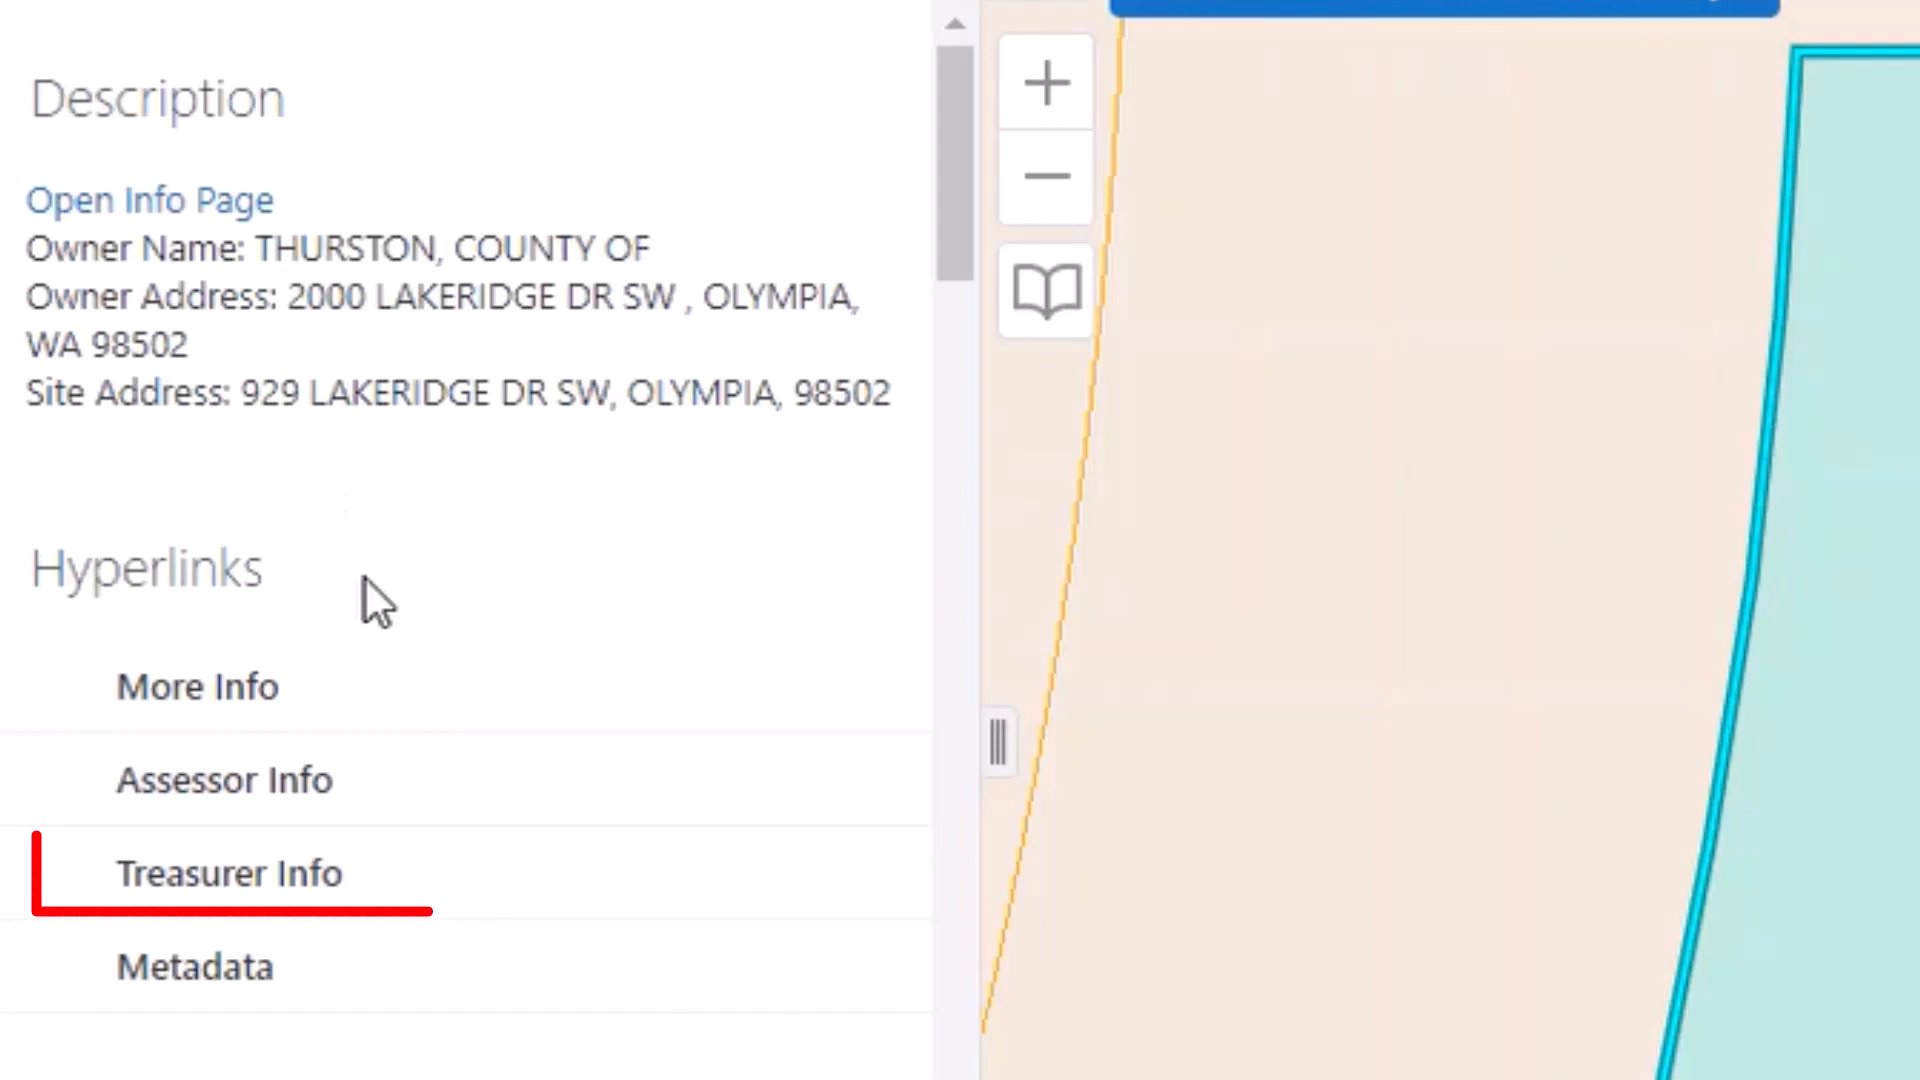 Description
Open Info Page
Owner Name: THURSTON, COUNTY OF
Owner Address: 2000 LAKERIDGE DR SW , OLYMPIA,
WA 98502
Site Address: 929 LAKERIDGE DR SW, OLYMPIA, 98502
Hyperlinks
More Info
Assessor Info
Treasurer Info
Metadata